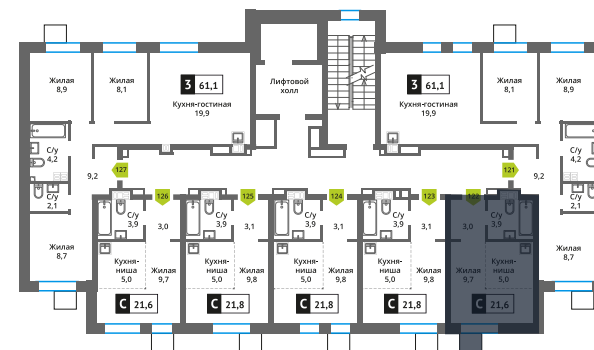 Жилая
8,9
Жилая
8,1
3 61,1
Кухня-гостиная
19,9
Лифтовой
холл
3 61,1
Кухня-гостиная
19,9
Жилая
8,1
Жилая
8,9
С/у
4,2
9,2
127
121
9,2
С/у
4,2
С/у
2,1
С/у
2,1
126
125
124
123
122
Жилая
8,7
С/у
3,9
3,0
С/у
3,9
3,1
С/у
3,9
3,1
С/у
3,9
3,1
3,0
С/у
3,9
Жилая
8,7
Кухня-
ниша
5,0
Жилая
9,7
Кухня-
ниша
5,0
Жилая
9,8
Кухня-
ниша
5,0
Жилая
9,8
Кухня-
ниша
5,0
Жилая
9,8
Жилая
9,7
Кухня-
ниша
5,0
С 21,6
С 21,8
С 21,8
С 21,8
С 21,6